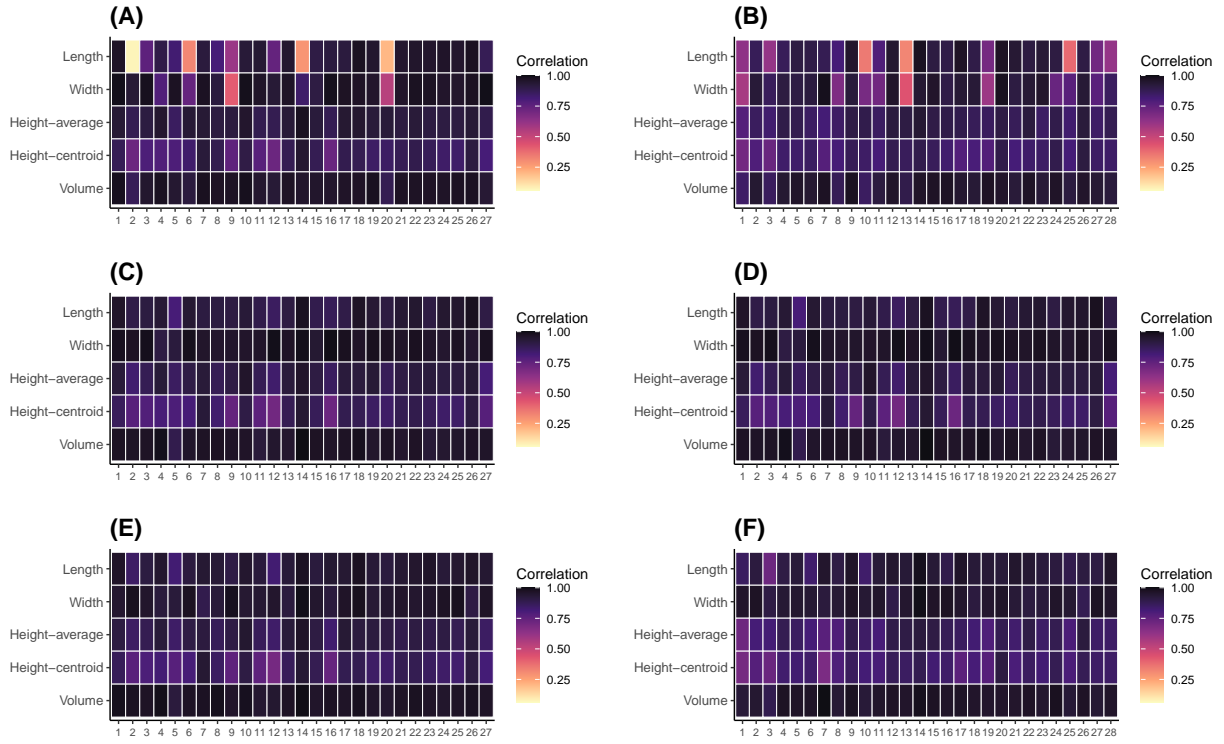 (A)
Length
Width
Height−average
Height−centroid
Volume
1 2 3 4 5 6 7 8 9 10 11 12 13 14 15 16 17 18 19 20 21 22 23 24 25 26 27
Correlation
1.00
0.75
0.50
0.25
(B)
Length
Width
Height−average
Height−centroid
Volume
1 2 3 4 5 6 7 8 9 10 11 12 13 14 15 16 17 18 19 20 21 22 23 24 25 26 27 28
Correlation
1.00
0.75
0.50
0.25
(C)
Length
Width
Height−average
Height−centroid
Volume
1 2 3 4 5 6 7 8 9 10 11 12 13 14 15 16 17 18 19 20 21 22 23 24 25 26 27
Correlation
1.00
0.75
0.50
0.25
(D)
Length
Width
Height−average
Height−centroid
Volume
1 2 3 4 5 6 7 8 9 10 11 12 13 14 15 16 17 18 19 20 21 22 23 24 25 26 27
Correlation
1.00
0.75
0.50
0.25
(E)
Length
Width
Height−average
Height−centroid
Volume
1 2 3 4 5 6 7 8 9 10 11 12 13 14 15 16 17 18 19 20 21 22 23 24 25 26 27
Correlation
1.00
0.75
0.50
0.25
(F)
Length
Width
Height−average
Height−centroid
Volume
1 2 3 4 5 6 7 8 9 10 11 12 13 14 15 16 17 18 19 20 21 22 23 24 25 26 27 28
Correlation
1.00
0.75
0.50
0.25